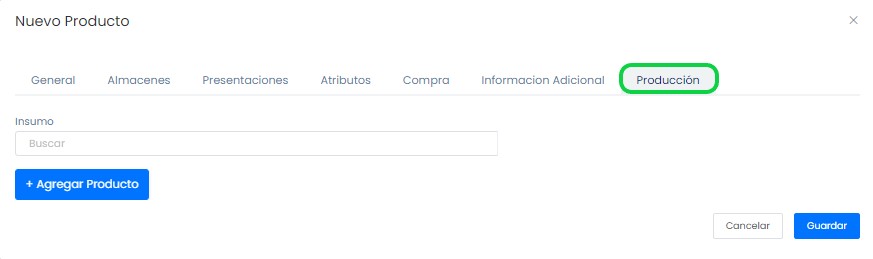 Nuevo Producto
General Almacenes Presentaciones Atributos Compra Informacion Adicional Producción
Insumo
Buscar
+ Agregar Producto
Cancelar Guardar